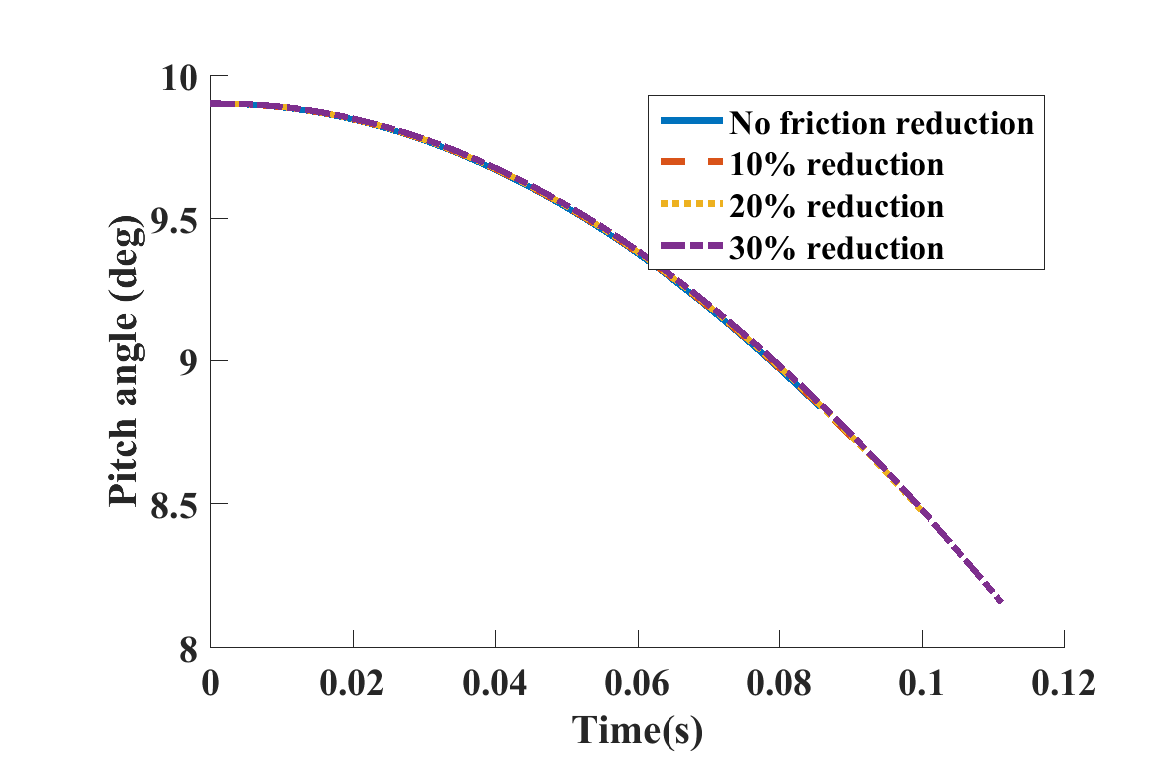 10
9.5
9
8.5
8
Pitch angle (deg)
No friction reduction
10% reduction
20% reduction
30% reduction
0 0.02 0.04 0.06 0.08 0.1 0.12
Time(s)